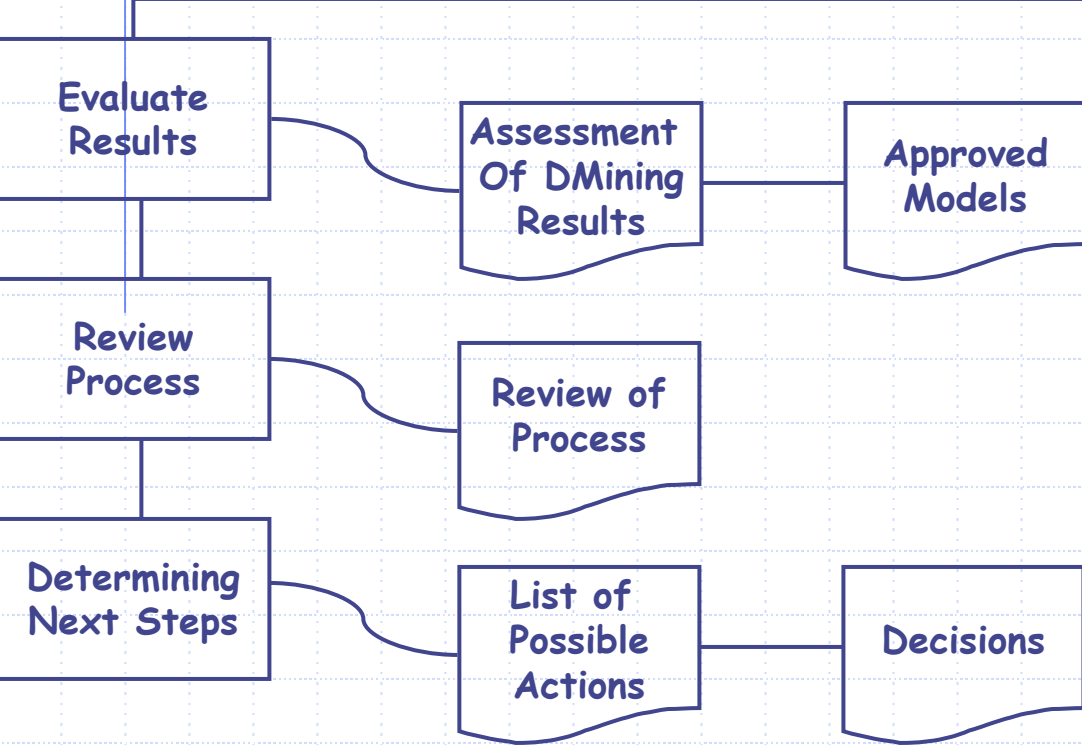 Evaluate
Results
Assessment
Of DMining
Results
Approved
Models
Review
Process
Review of
Process
Determining
Next Steps
List of
Possible
Actions
Decisions